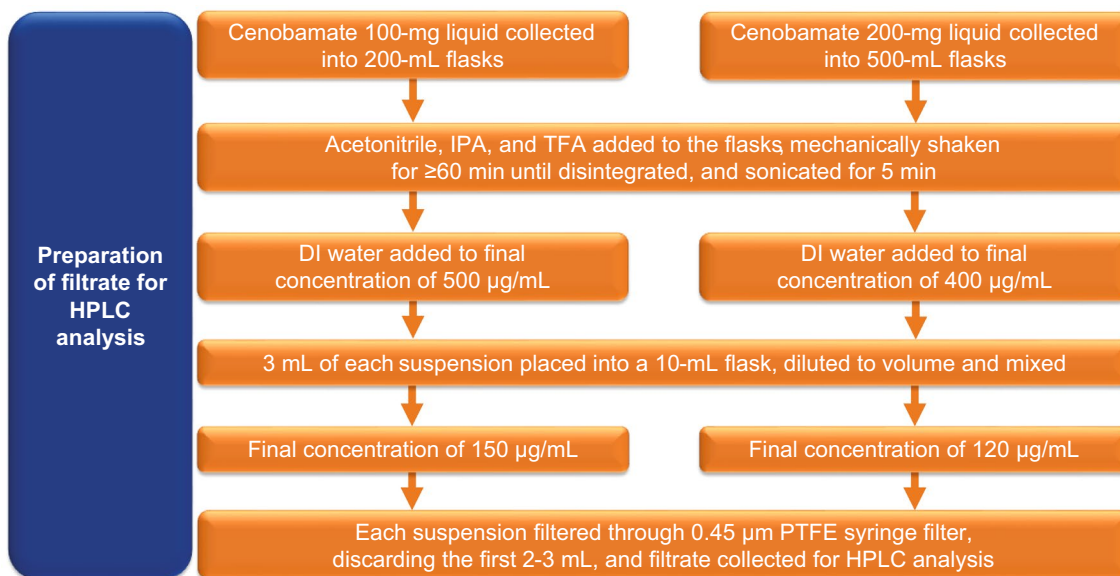 Preparation
of filtrate for
HPLC
analysis
Cenobamate 100-mg liquid collected
into 200-mL flasks
Cenobamate 200-mg liquid collected
into 500-mL flasks
Acetonitrile, IPA, and TFA added to the flasks, mechanically shaken
for ≥60 min until disintegrated, and sonicated for 5 min
DI water added to final
concentration of 500 µg/mL
DI water added to final
concentration of 400 µg/mL
3 mL of each suspension placed into a 10-mL flask, diluted to volume and mixed
Final concentration of 150 µg/mL
Final concentration of 120 µg/mL
Each suspension filtered through 0.45 µm PTFE syringe filter,
discarding the first 2-3 mL, and filtrate collected for HPLC analysis